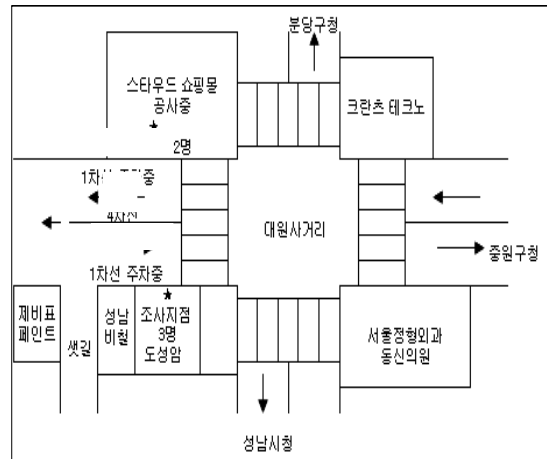 분당구청
스타우드 쇼핑몰
공사중
크란츠 테크노
★
2명
1차선 주차중
4차선
대원사거리
중원구청
1차선 주차중
★
제비표
페인트
샛길
성남
비철
조사지점
3명
도성암
서울정형외과
동신의원
성남시청